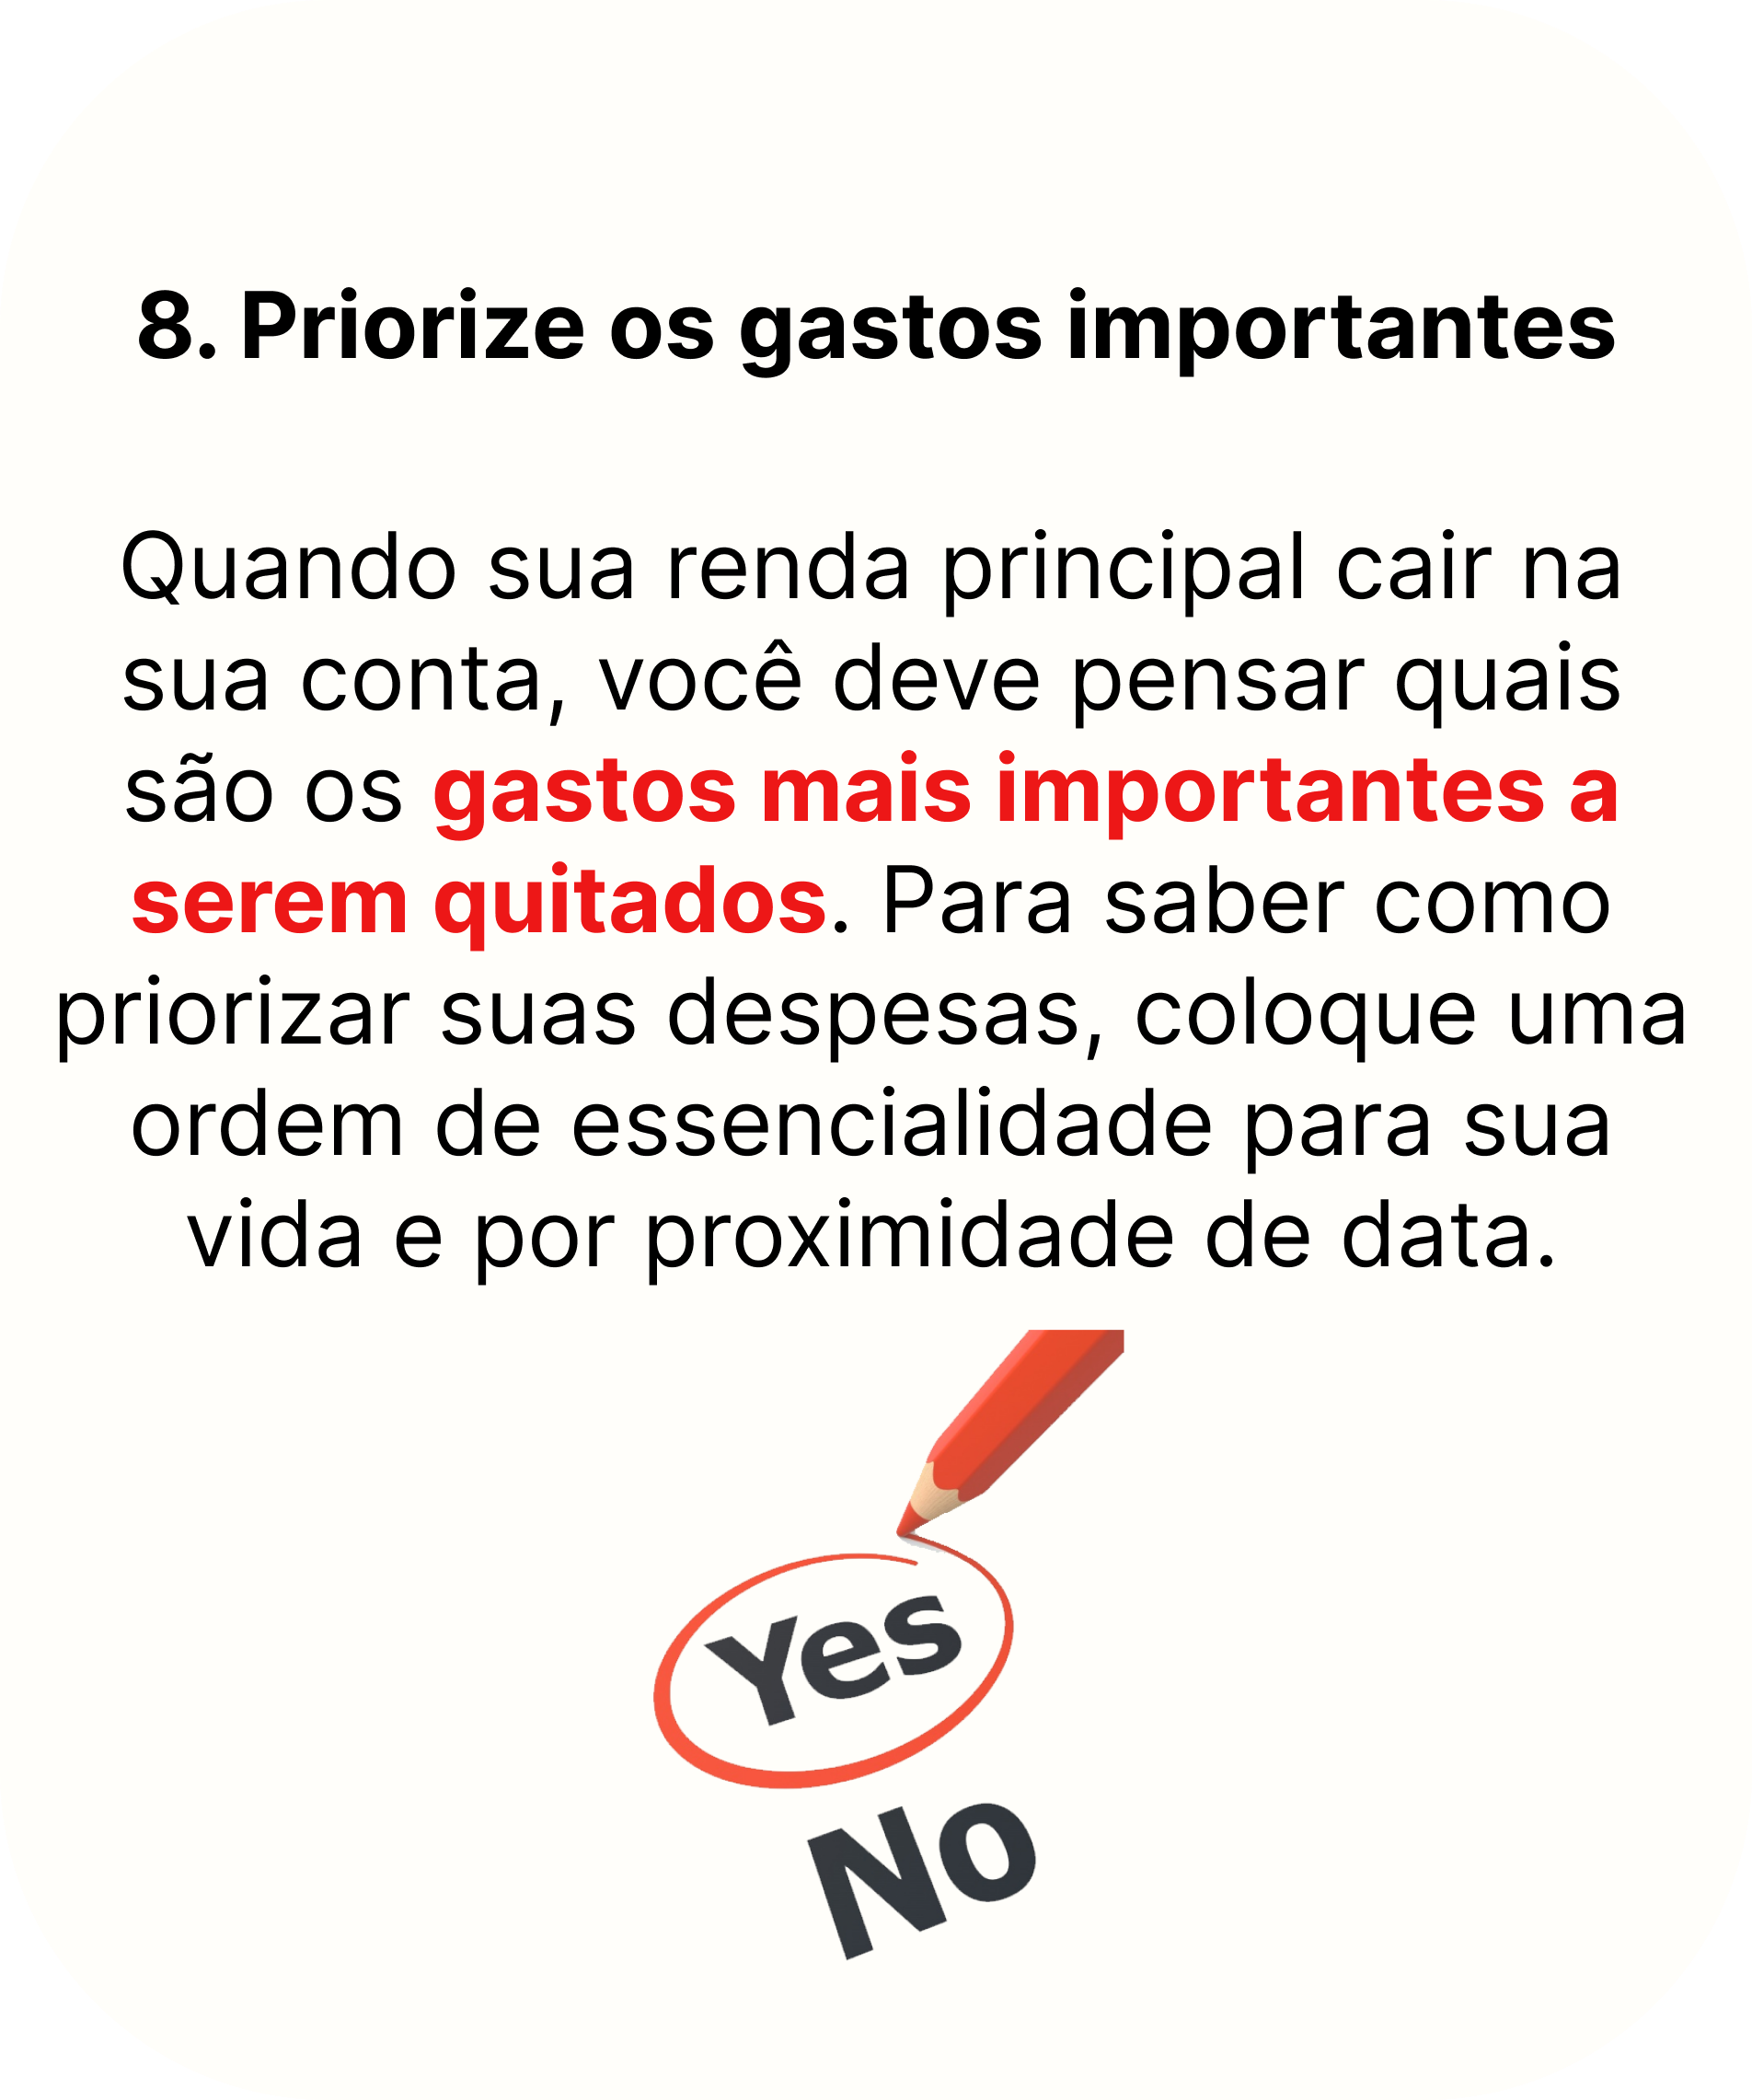 8. Priorize os gastos importantes
Quando sua renda principal cair na
sua conta, você deve pensar quais
são os gastos mais importantes a
serem quitados. Para saber como
priorizar suas despesas, coloque uma
ordem de essencialidade para sua
vida e por proximidade de data.
Yes
No